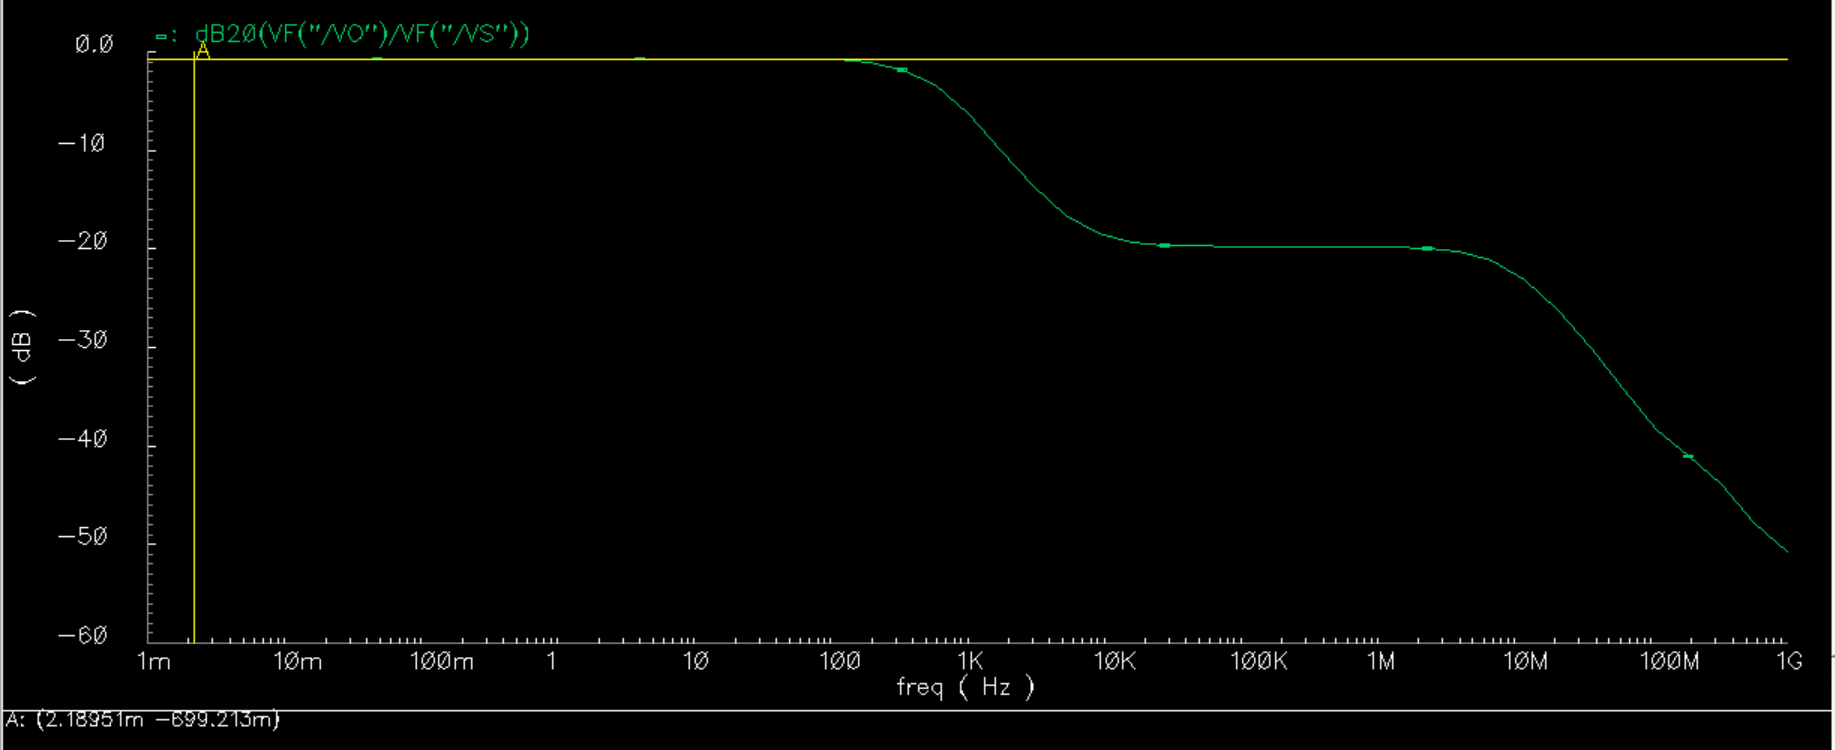 : dB20(VF("/VO")/VF("/VS"))
A
0.0
-10
-20
-30
-40
-50
-60
( dB )
1m 10m 100m 1 10 100 1K 10K 100K 1M 10M 100M 1G
freq ( Hz )
A: (2.18951m -699.213m)